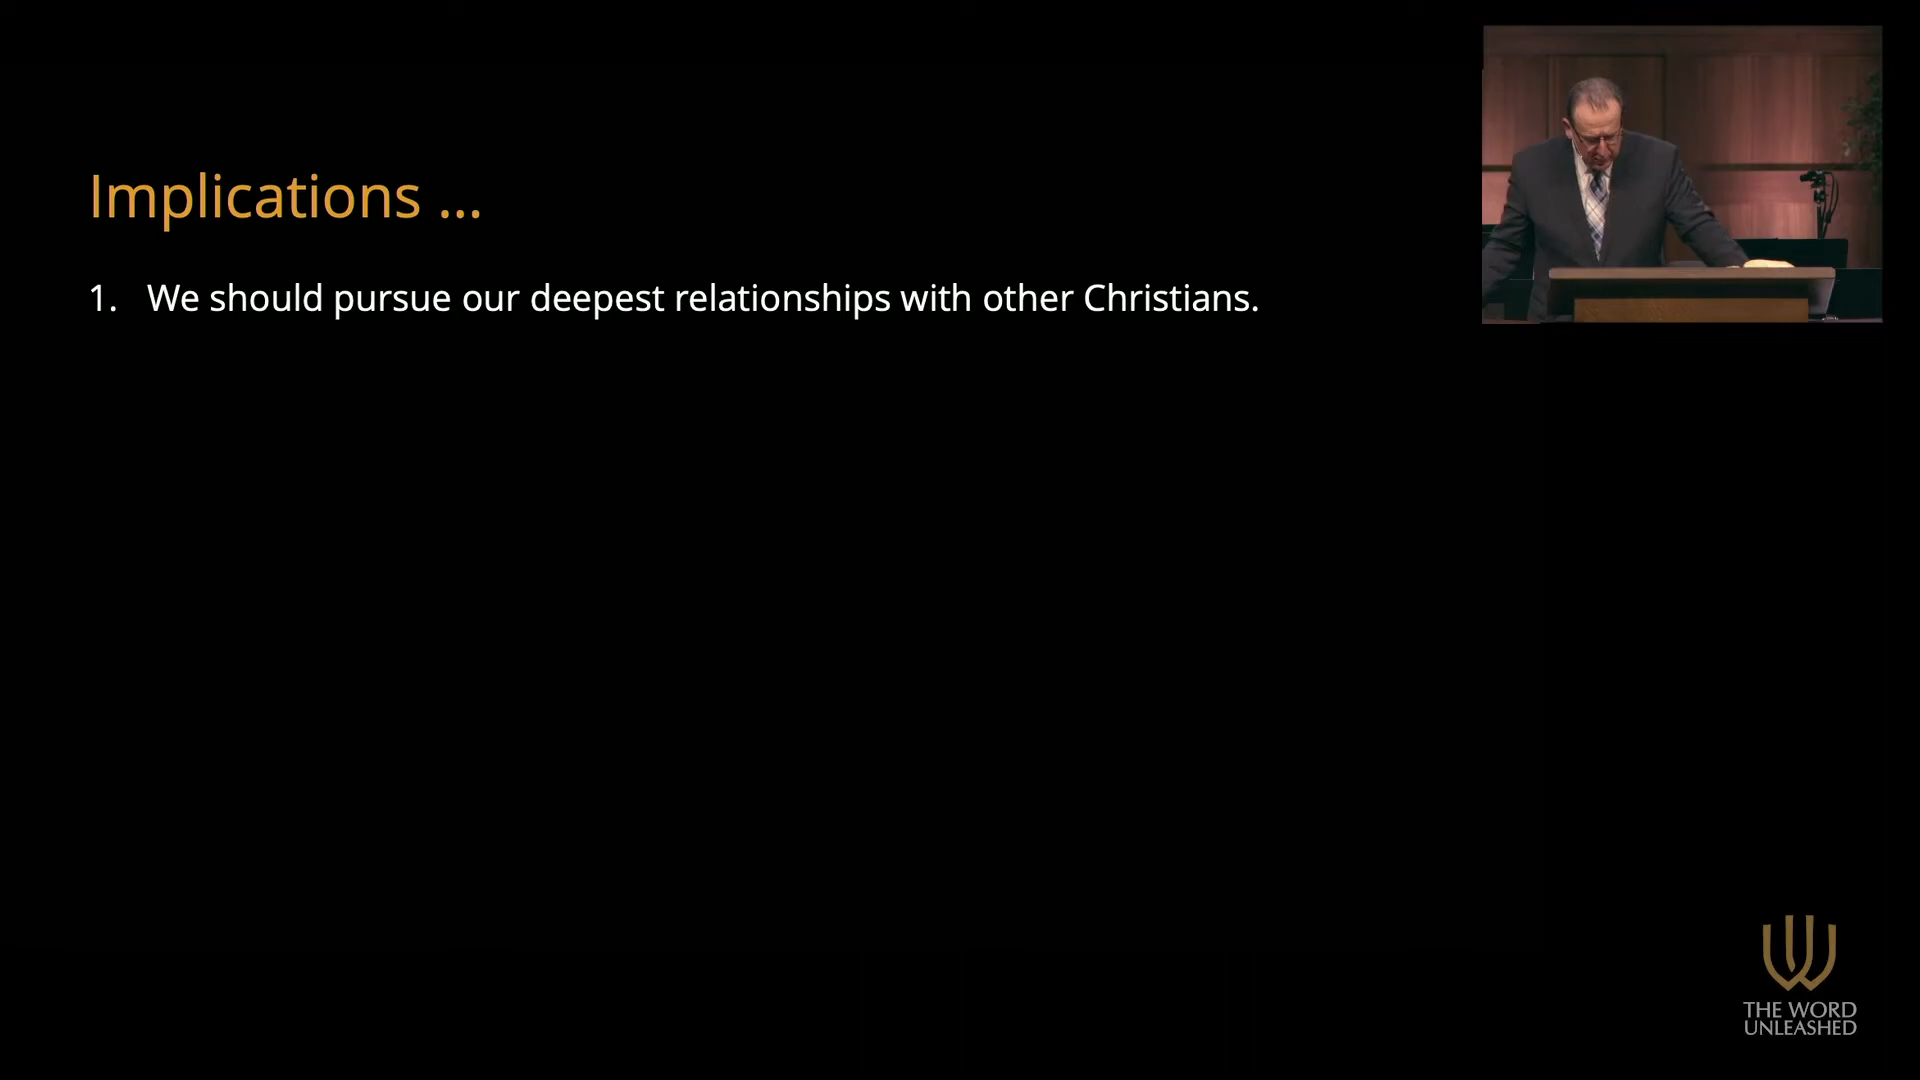 Implications ...
1. We should pursue our deepest relationships with other Christians.
THE WORD
UNLEASHED